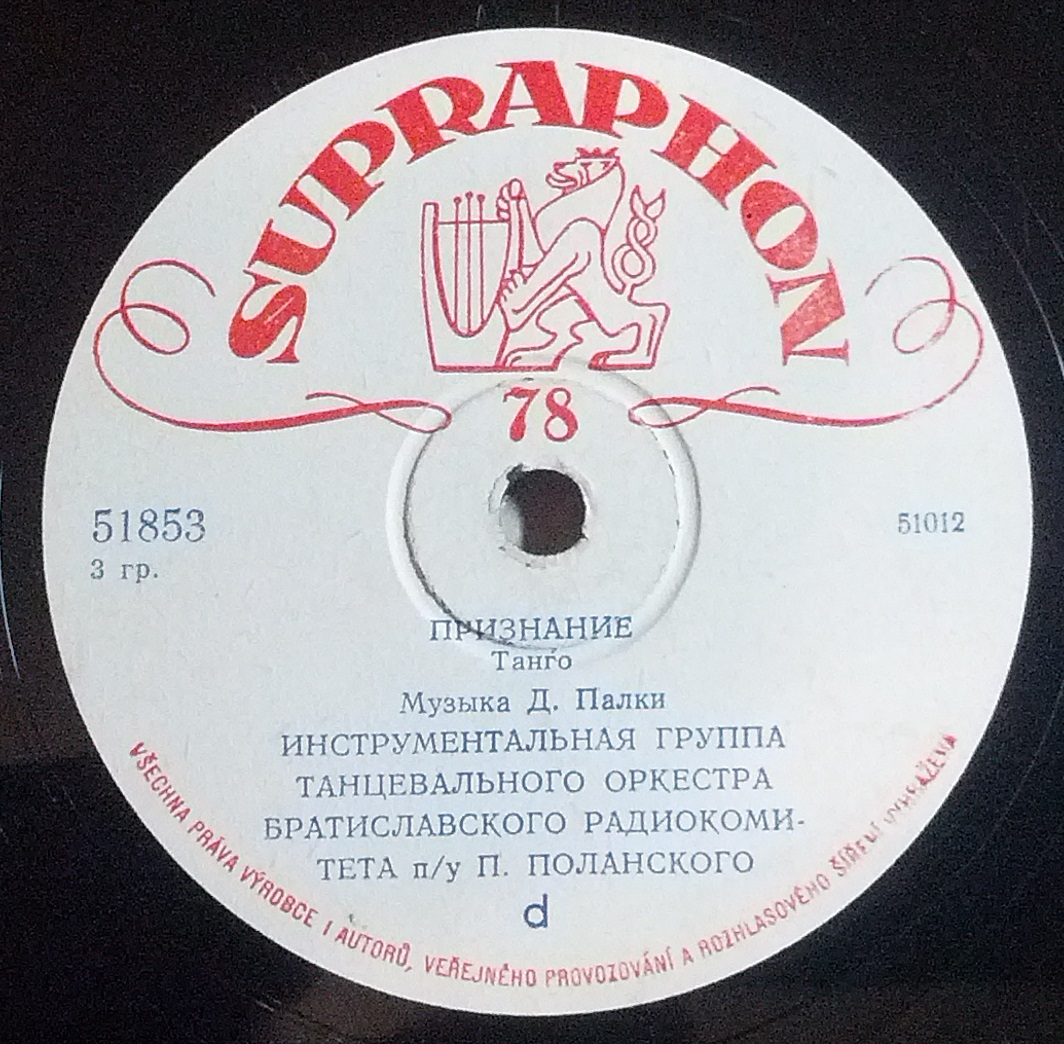 SUPRAPHON
78
51853
51012
3 гр.
ПРИЗНАНИЕ
Танго
Музыка Д. Палки
ИНСТРУМЕНТАЛЬНАЯ ГРУППА
ТАНЦЕВАЛЬНОГО ОРКЕСТРА
БРАТИСЛАВСКОГО РАДИОКОМИ-
ТЕТА п/у П. ПОЛАНСКОГО
d
VŠECHNA PRÁVA VÝROBCE I AUTORŮ, VEŘEJNÉHO PROVOZOVÁNÍ A ROZHLASOVÉHO ŠÍŘENÍ VYHRAŽENA